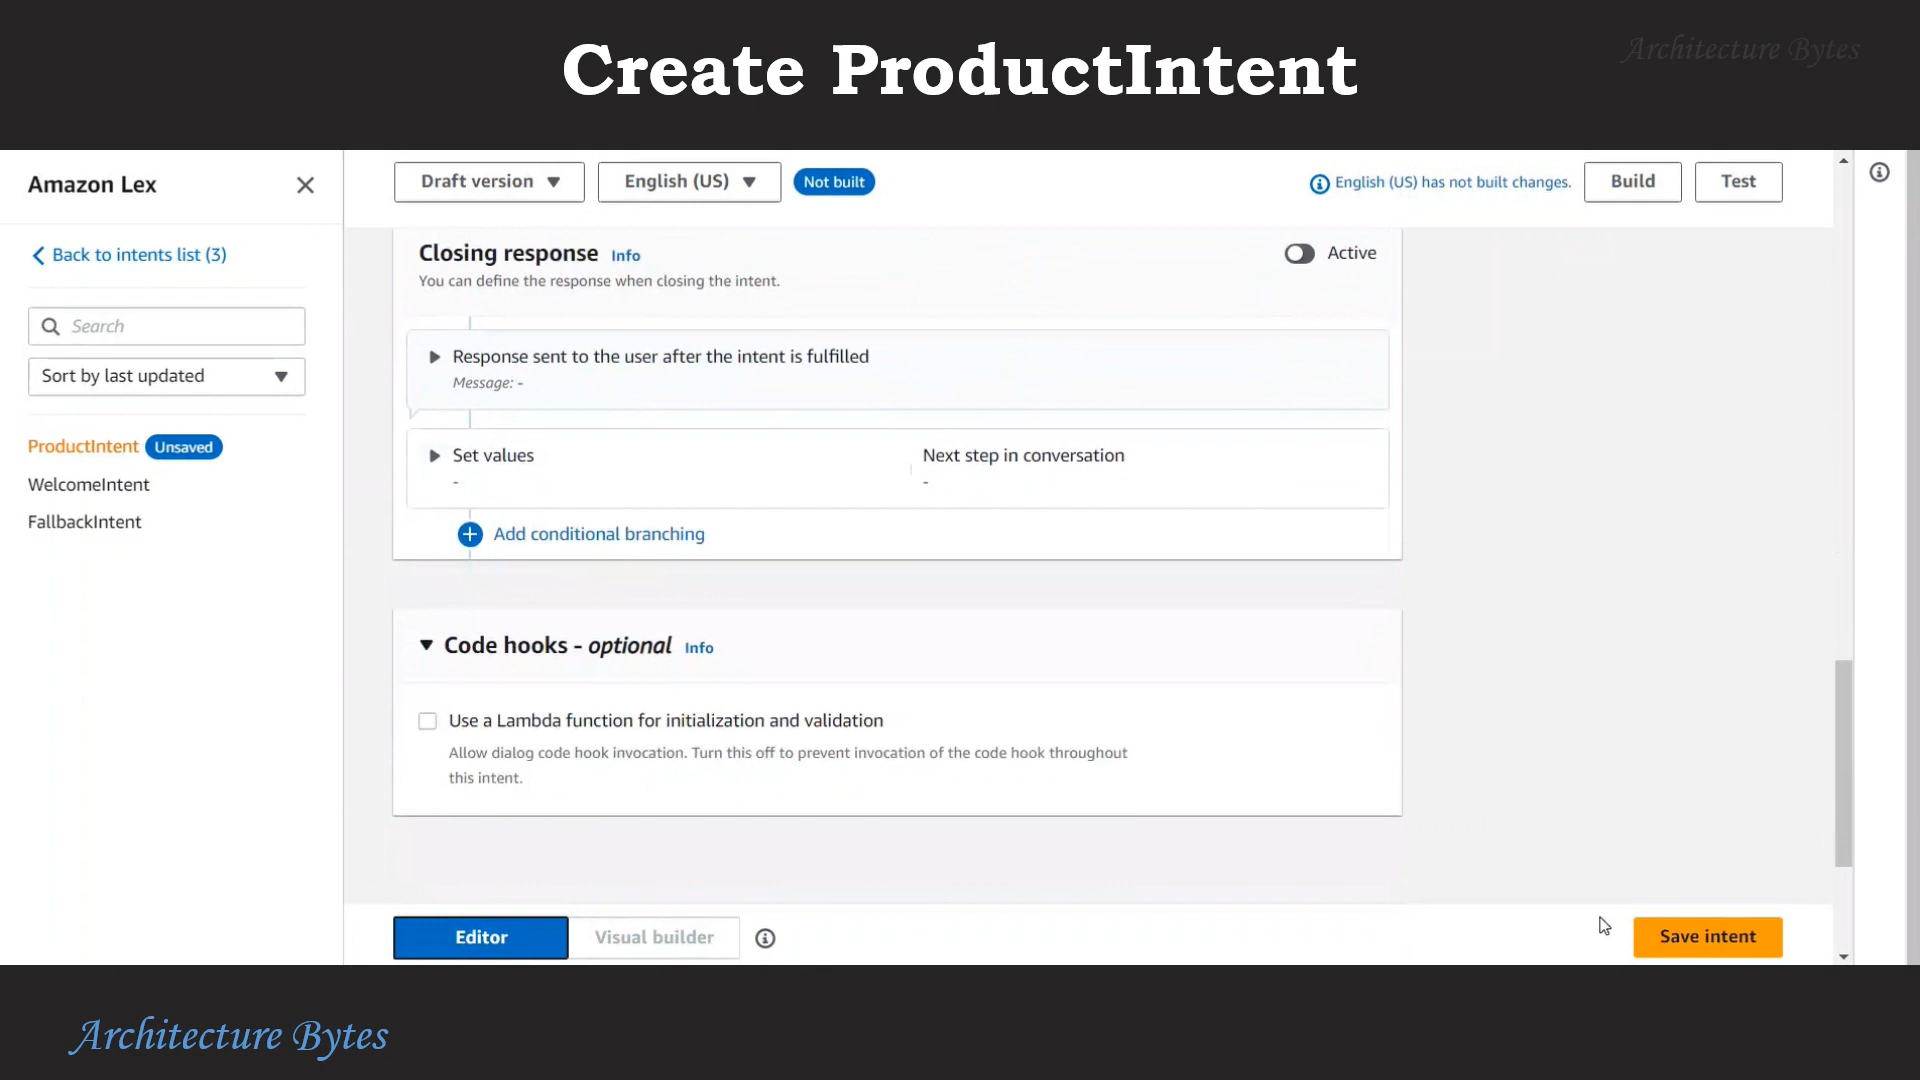 Create ProductIntent
Architecture Bytes
Amazon Lex
Draft version
English (US)
Not built
English (US) has not built changes.
Build
Test
Back to intents list (3)
Search
Sort by last updated
ProductIntent Unsaved
WelcomeIntent
FallbackIntent
Closing response Info
Active
You can define the response when closing the intent.
Response sent to the user after the intent is fulfilled
Message: -
Set values
Next step in conversation
-
-
Add conditional branching
Code hooks - optional Info
Use a Lambda function for initialization and validation
Allow dialog code hook invocation. Turn this off to prevent invocation of the code hook throughout
this intent.
Editor
Visual builder
Save intent
Architecture Bytes